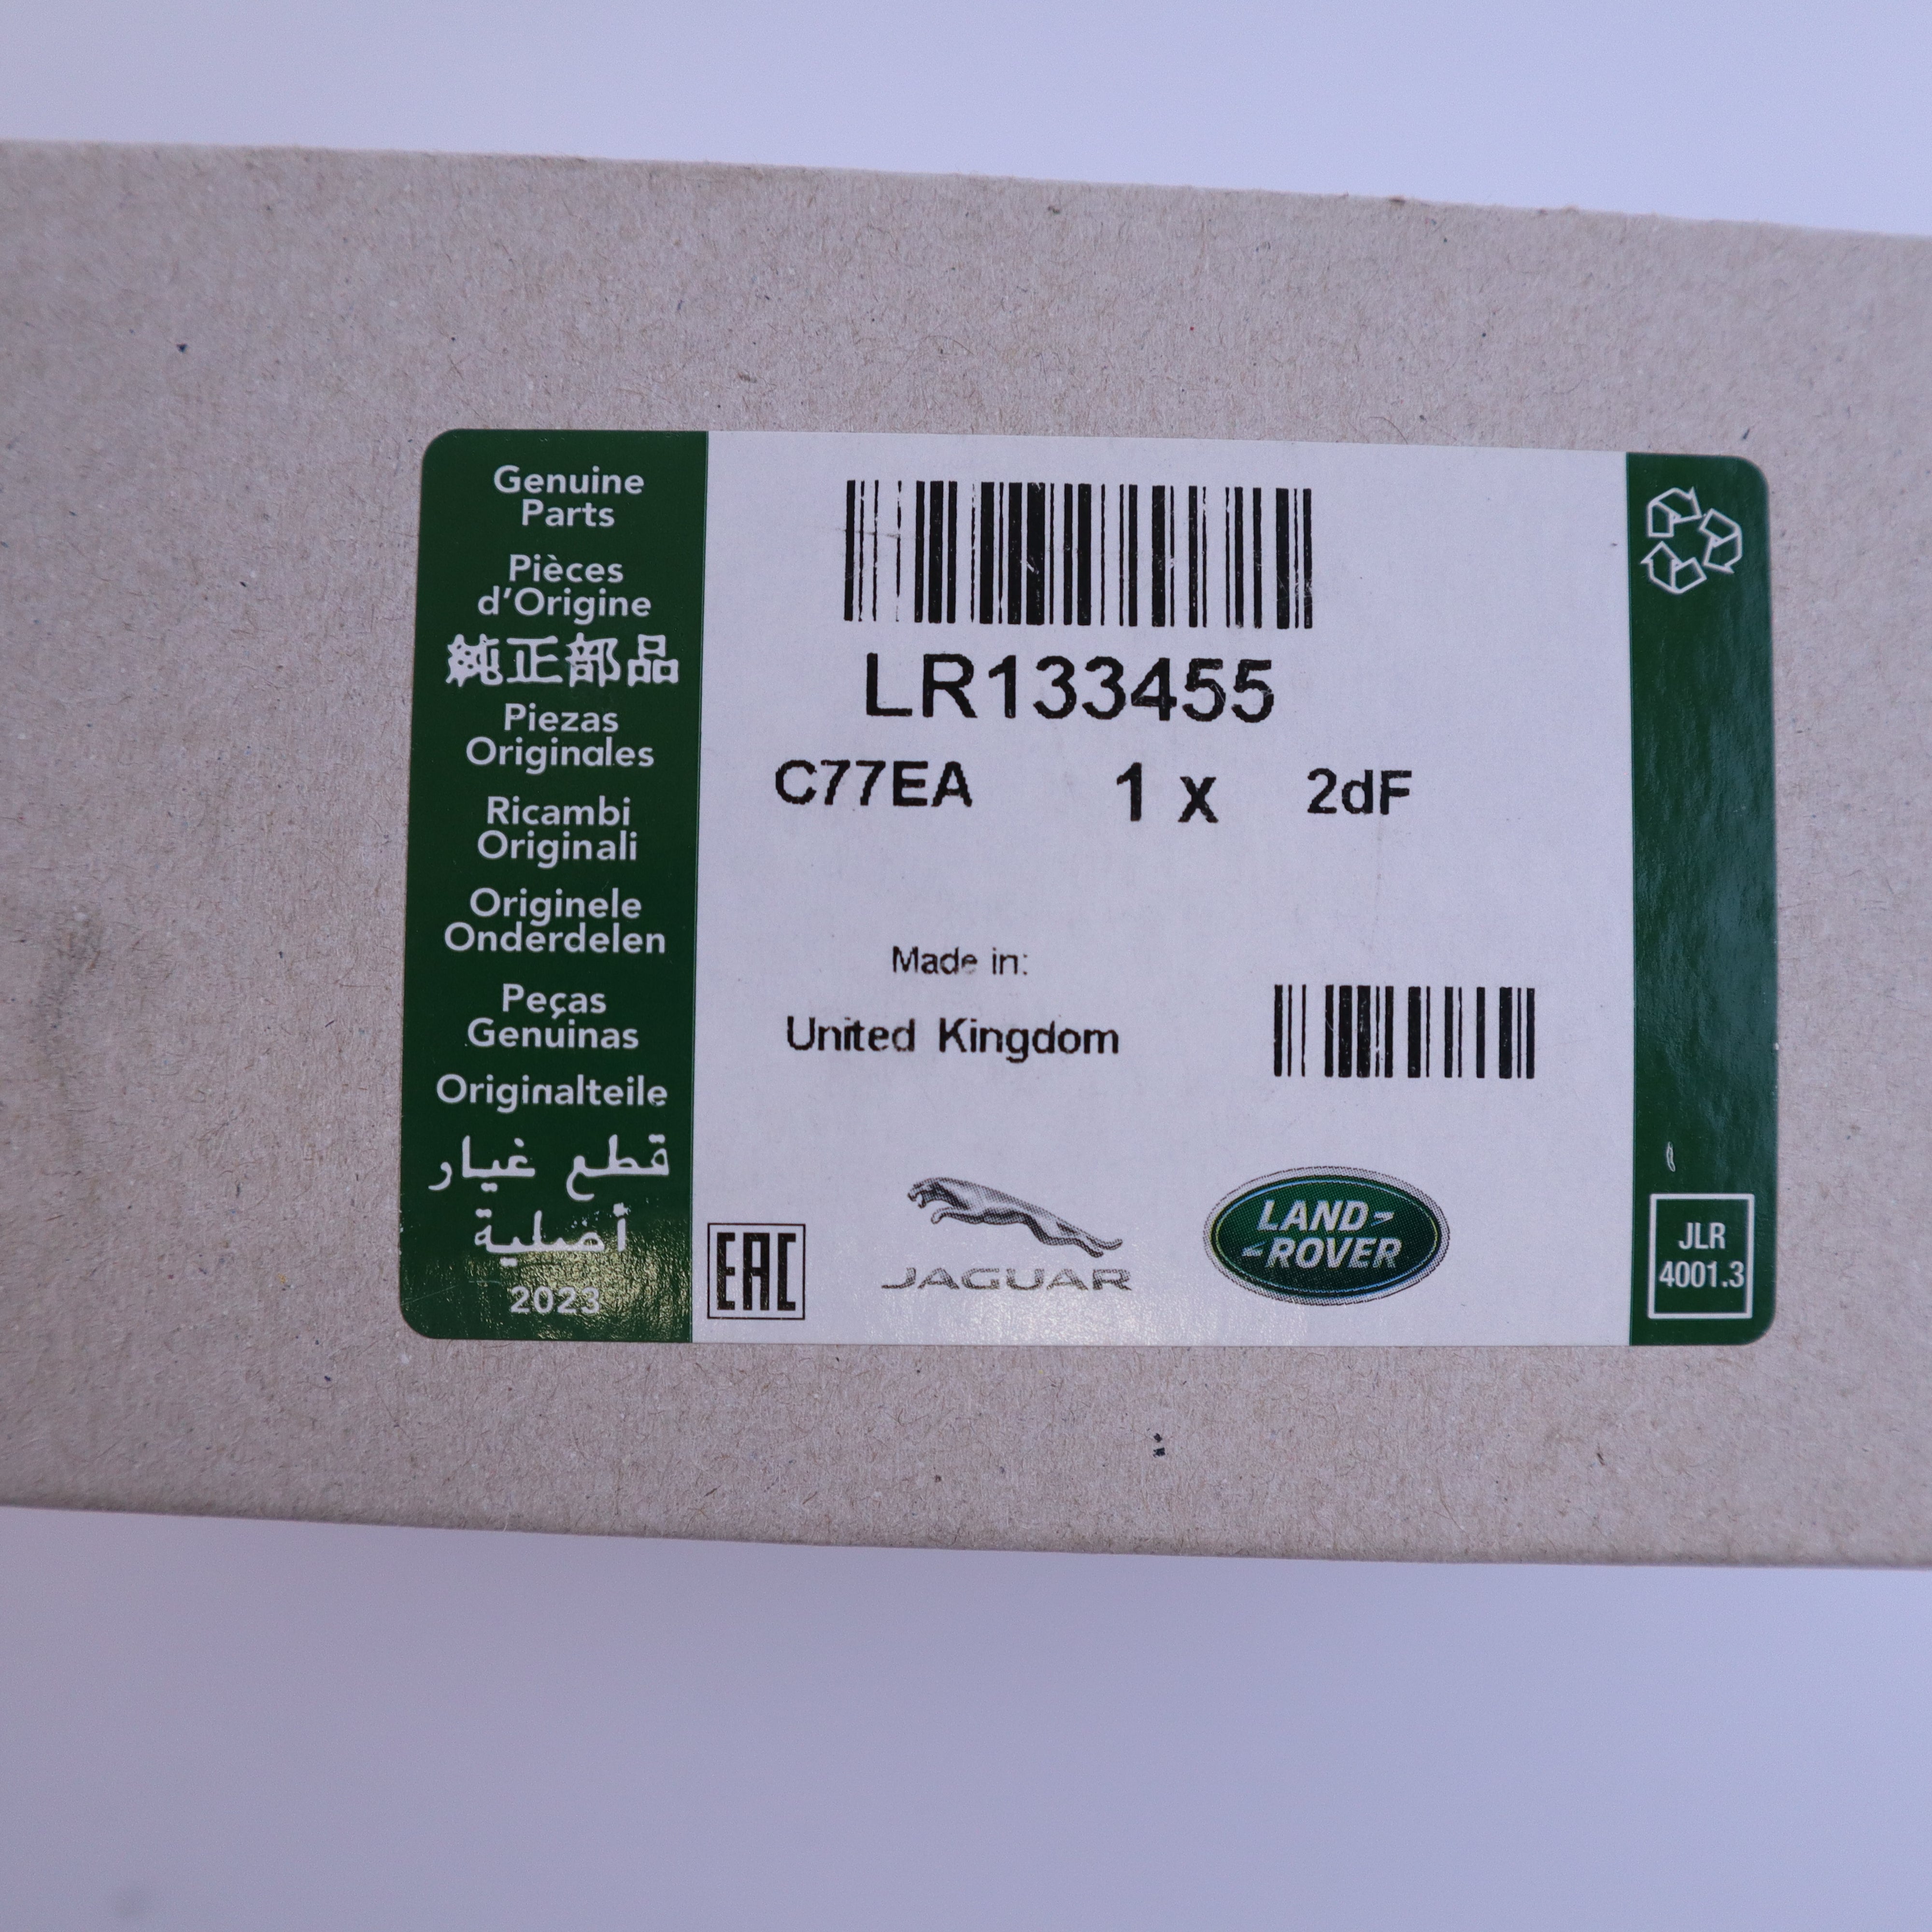 Genuine
Parts
Pièces
d'Origine
純正部品
Piezas
Originales
Ricambi
Originali
Originele
Onderdelen
Peças
Genuinas
Originalteile
قطع غيار
أصلية
2023
LR133455
C77EA 1 x 2dF
Made in:
United Kingdom
EAC
JAGUAR
LAND-
-ROVER
JLR
4001.3